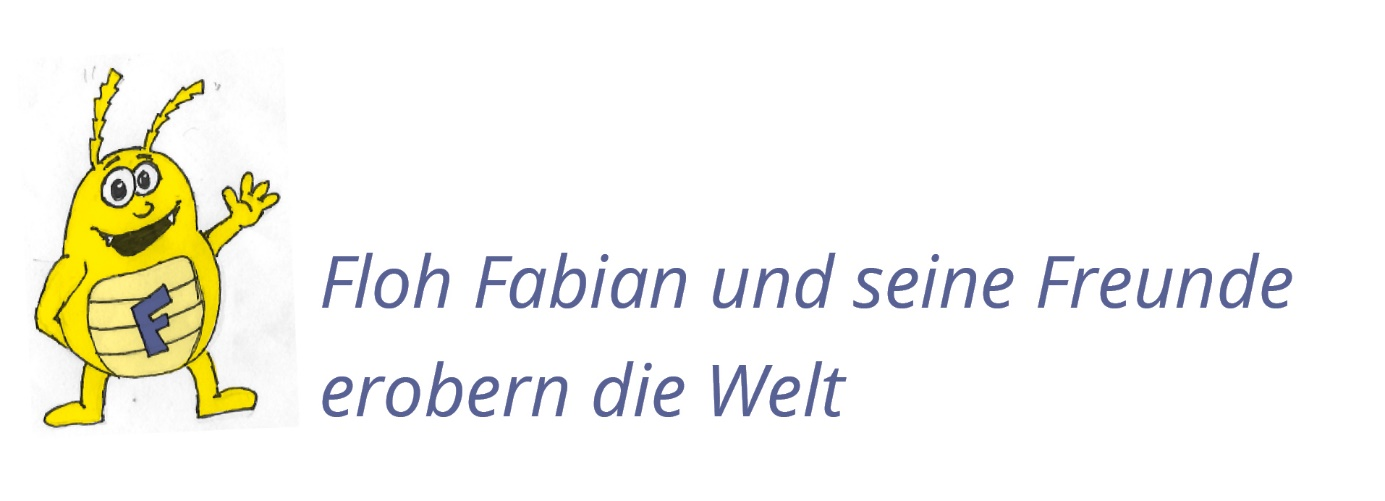 F
Floh Fabian und seine Freunde
erobern die Welt